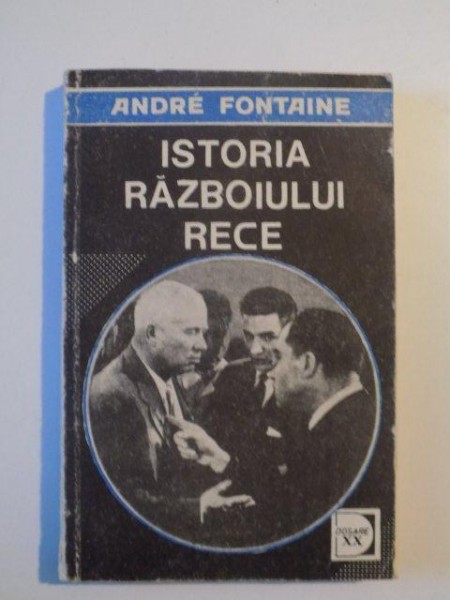 ANDRÉ FONTAINE
ISTORIA
RĂZBOIULUI
RECE
DOSARE
XX